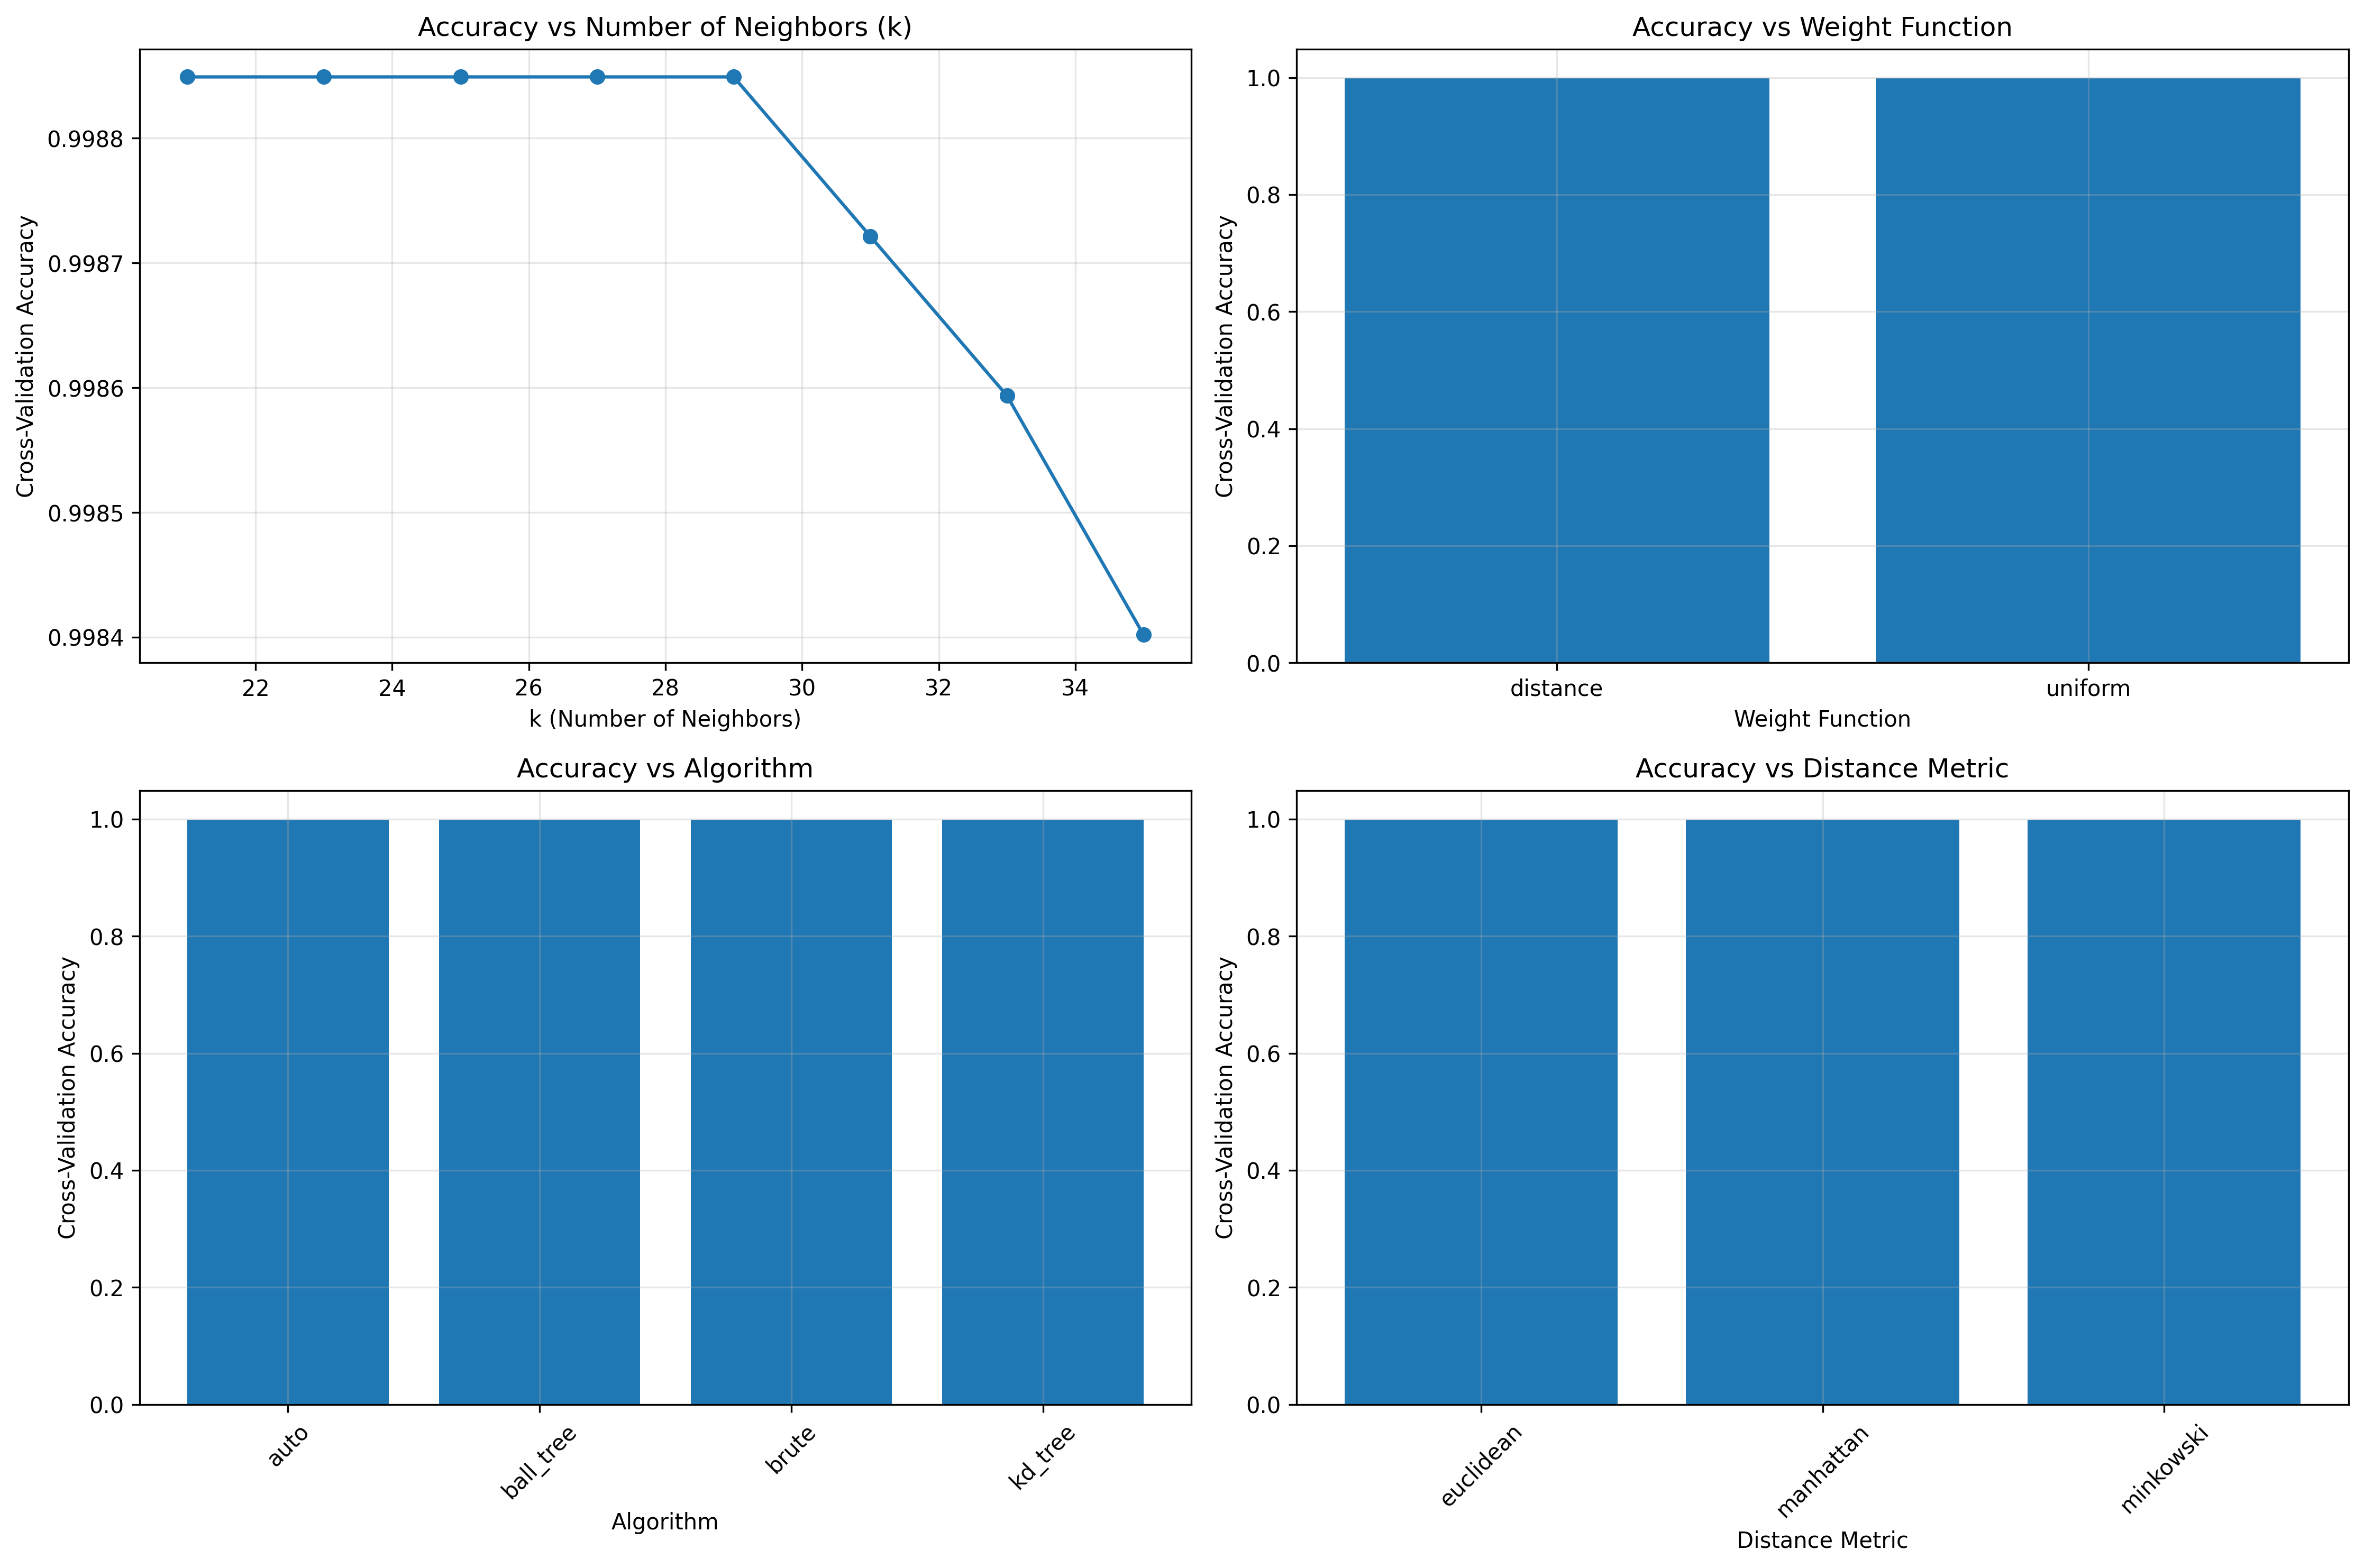 Accuracy vs Number of Neighbors (k)
Cross-Validation Accuracy
0.9988
0.9987
0.9986
0.9985
0.9984
22 24 26 28 30 32 34
k (Number of Neighbors)
Accuracy vs Weight Function
Cross-Validation Accuracy
1.0
0.8
0.6
0.4
0.2
0.0
distance uniform
Weight Function
Accuracy vs Algorithm
Cross-Validation Accuracy
1.0
0.8
0.6
0.4
0.2
0.0
auto ball_tree brute kd_tree
Algorithm
Accuracy vs Distance Metric
Cross-Validation Accuracy
1.0
0.8
0.6
0.4
0.2
0.0
euclidean manhattan minkowski
Distance Metric